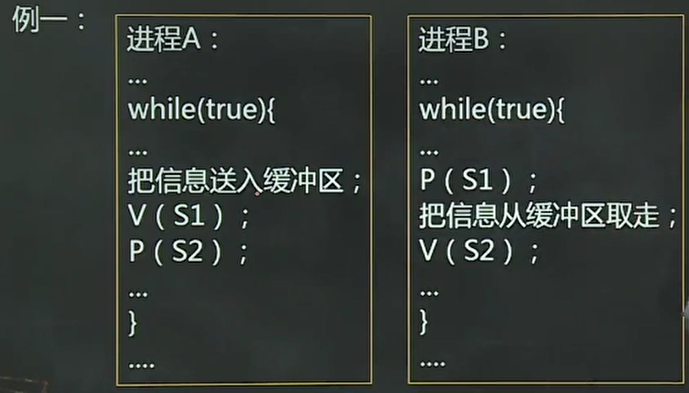 例一：
进程A：
...
while(true){
...
把信息送入缓冲区；
V（S1）；
P（S2）；
...
}
....
进程B：
...
while(true){
...
P（S1）；
把信息从缓冲区取走；
V（S2）；
...
}
....